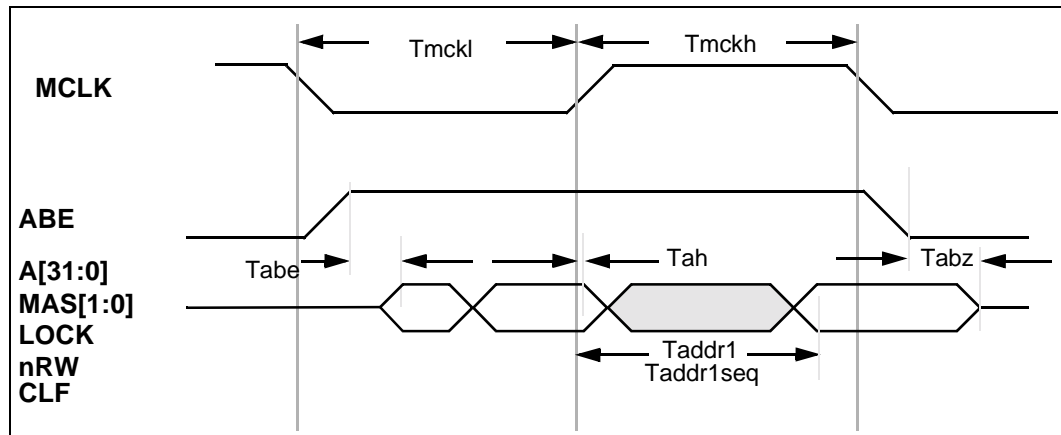 Tmckl
Tmckh
MCLK
ABE
Tabe
Tah
Tabz
A[31:0]
MAS[1:0]
LOCK
nRW
CLF
Taddr1
Taddr1seq